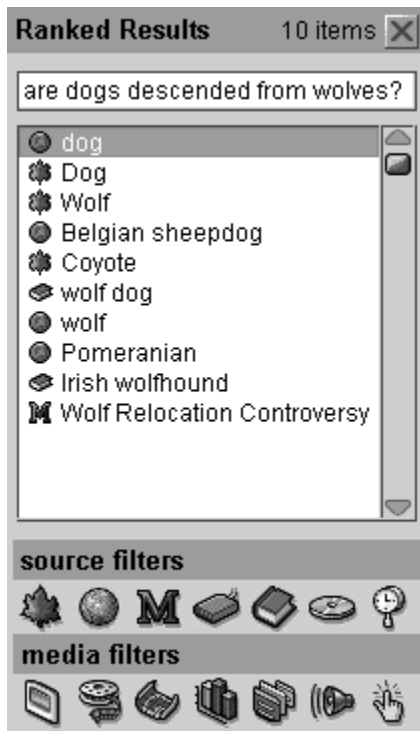 Ranked Results 10 items
are dogs descended from wolves?
dog
Dog
Wolf
Belgian sheepdog
Coyote
wolf dog
wolf
Pomeranian
Irish wolfhound
M Wolf Relocation Controversy
source filters
M
media filters